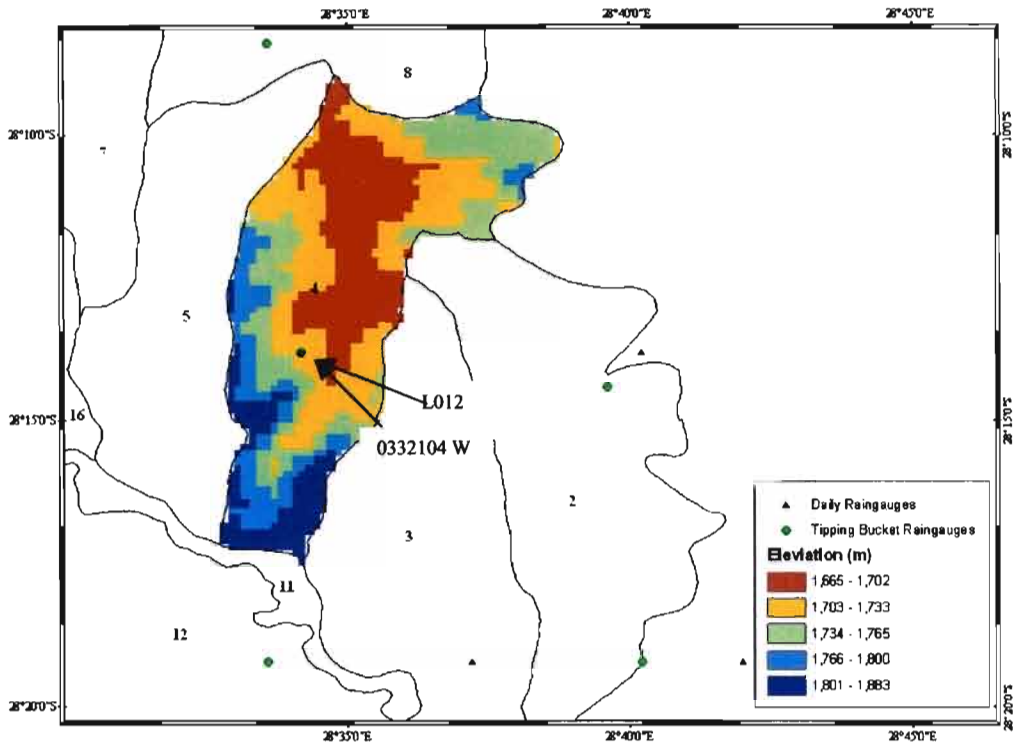 28°35'0"E 28°40'0"E 28°45'0"E
8
28°10'0"S 28°10'0"S
7
4
5
L012
16
28°15'0"S 28°15'0"S
0332104 W
2
3
Daily Raingauges
Tipping Bucket Raingauges
Elevation (m)
1,665 - 1,702
1,703 - 1,733
1,734 - 1,765
1,766 - 1,800
1,801 - 1,883
11
12
28°20'0"S 28°20'0"S
28°35'0"E 28°40'0"E 28°45'0"E